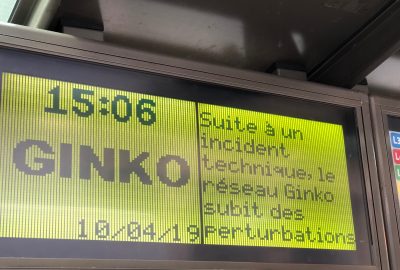 15:06
GINKO
10/04/19
Suite à un
incident
technique, le
réseau Ginko
subit des
perturbations